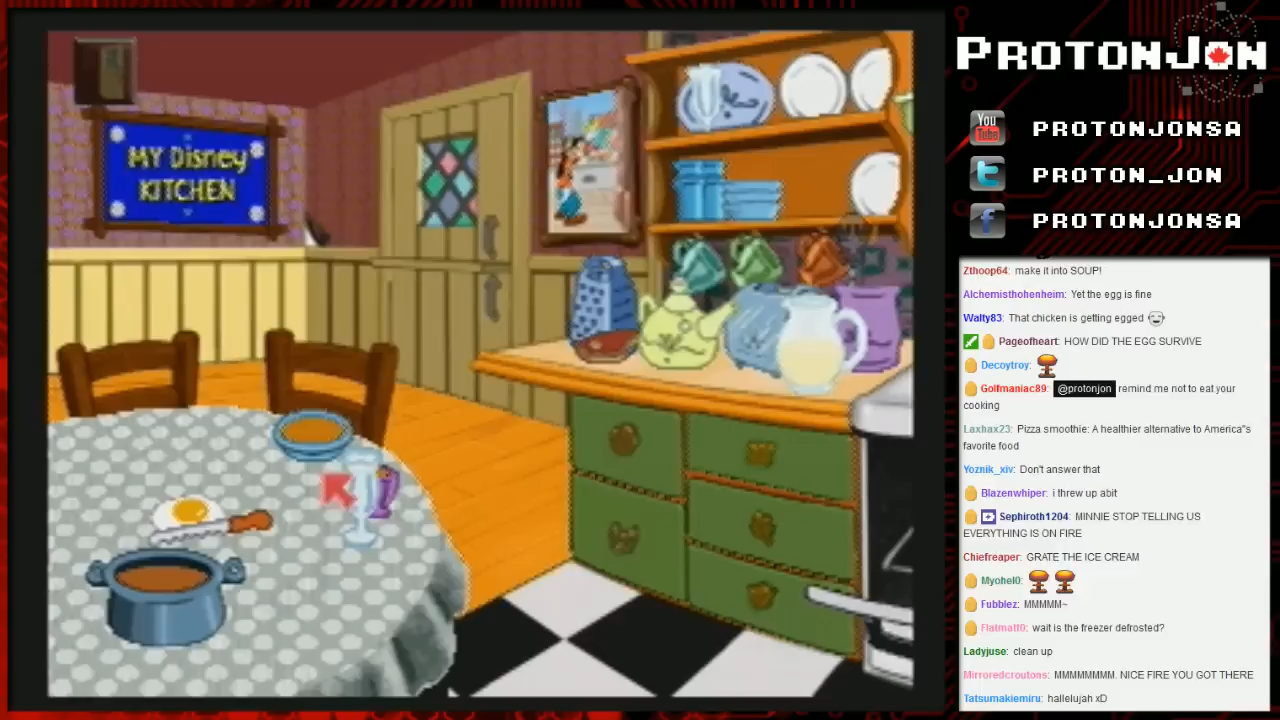 MY Disney
KITCHEN
PROTONJON
You
Tube
PROTONJONSA
PROTON_JON
PROTONJONSA
Zthoop64: make it into SOUP!
Alchemisthohenheim: Yet the egg is fine
Walty83: That chicken is getting egged
Pageofheart: HOW DID THE EGG SURVIVE
Decoytroy:
Golfmaniac89: @protonjon remind me not to eat your
cooking
Laxhax23: Pizza smoothie: A healthier alternative to America"s
favorite food
Yoznik_xiv: Don't answer that
Blazenwhiper: i threw up abit
Sephiroth1204: MINNIE STOP TELLING US
EVERYTHING IS ON FIRE
Chiefreaper: GRATE THE ICE CREAM
Myohel0:
Fubblez: MMMMM~
Flatmatt0: wait is the freezer defrosted?
Ladyjuse: clean up
Mirroredcroutons: MMMMMMMM. NICE FIRE YOU GOT THERE
Tatsumakiemiru: hallelujah xD